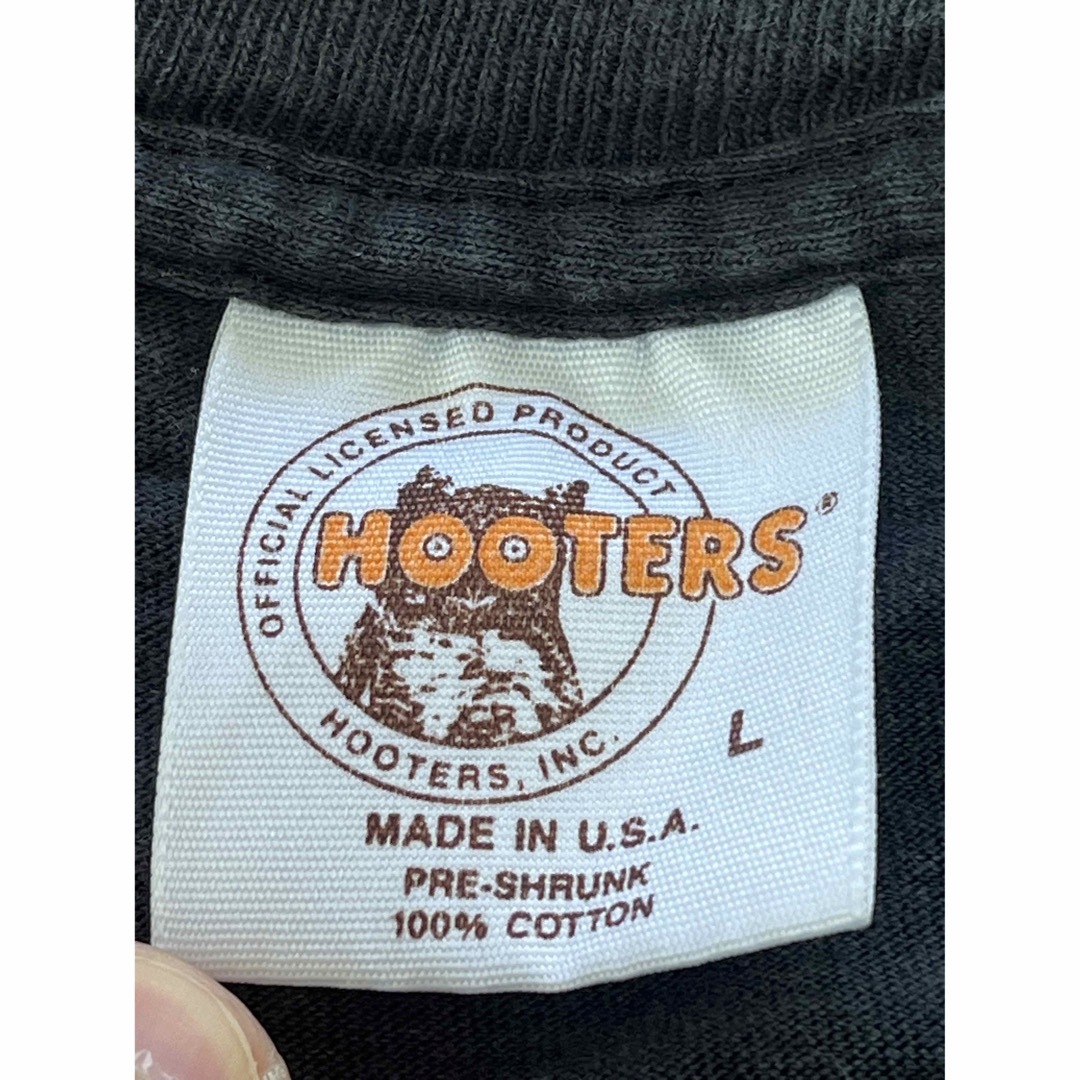 OFFICIAL LICENSED PRODUCT
HOOTERS®
HOOTERS, INC.
L
MADE IN U.S.A.
PRE-SHRUNK
100% COTTON